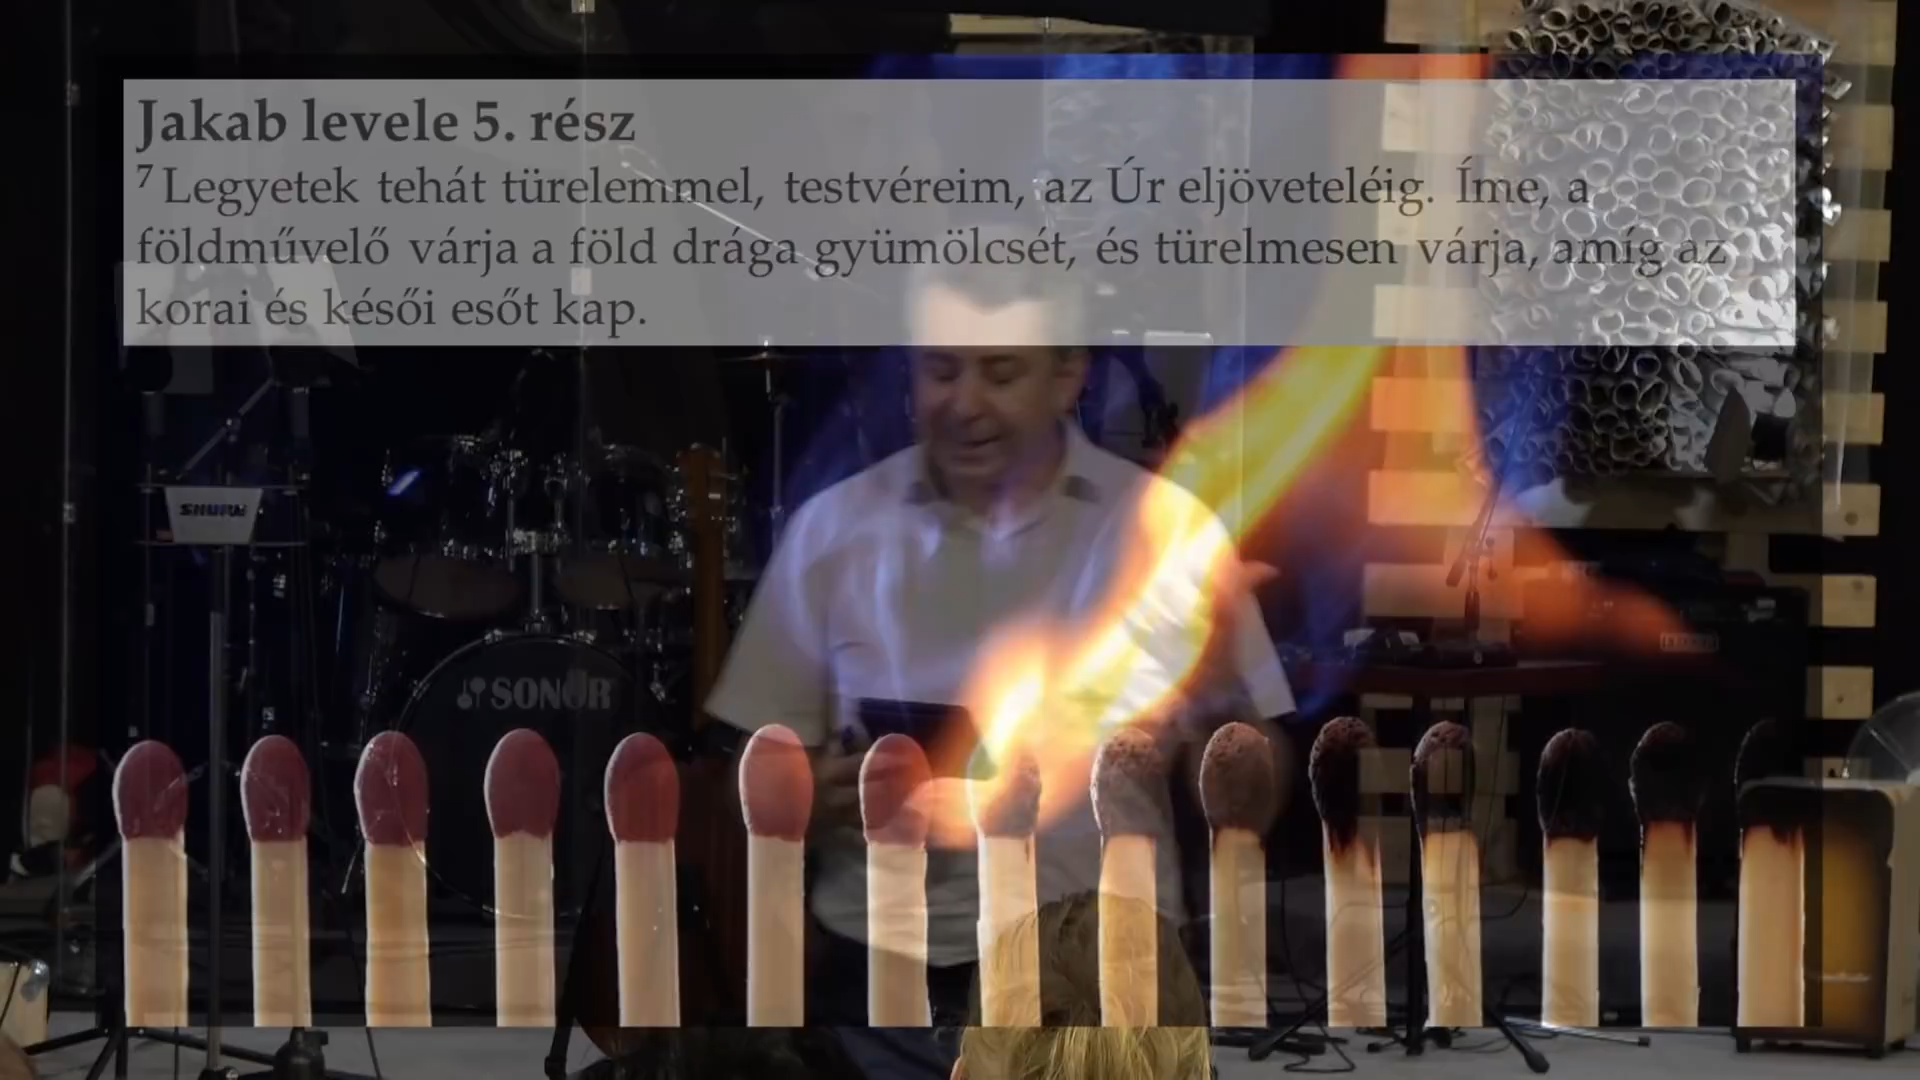 Jakab levele 5. rész
7 Legyetek tehát türelemmel, testvéreim, az Úr eljöveteléig. Íme, a
földművelő várja a föld drága gyümölcsét, és türelmesen várja, amíg az
korai és késői esőt kap.
SHURE
SONOR